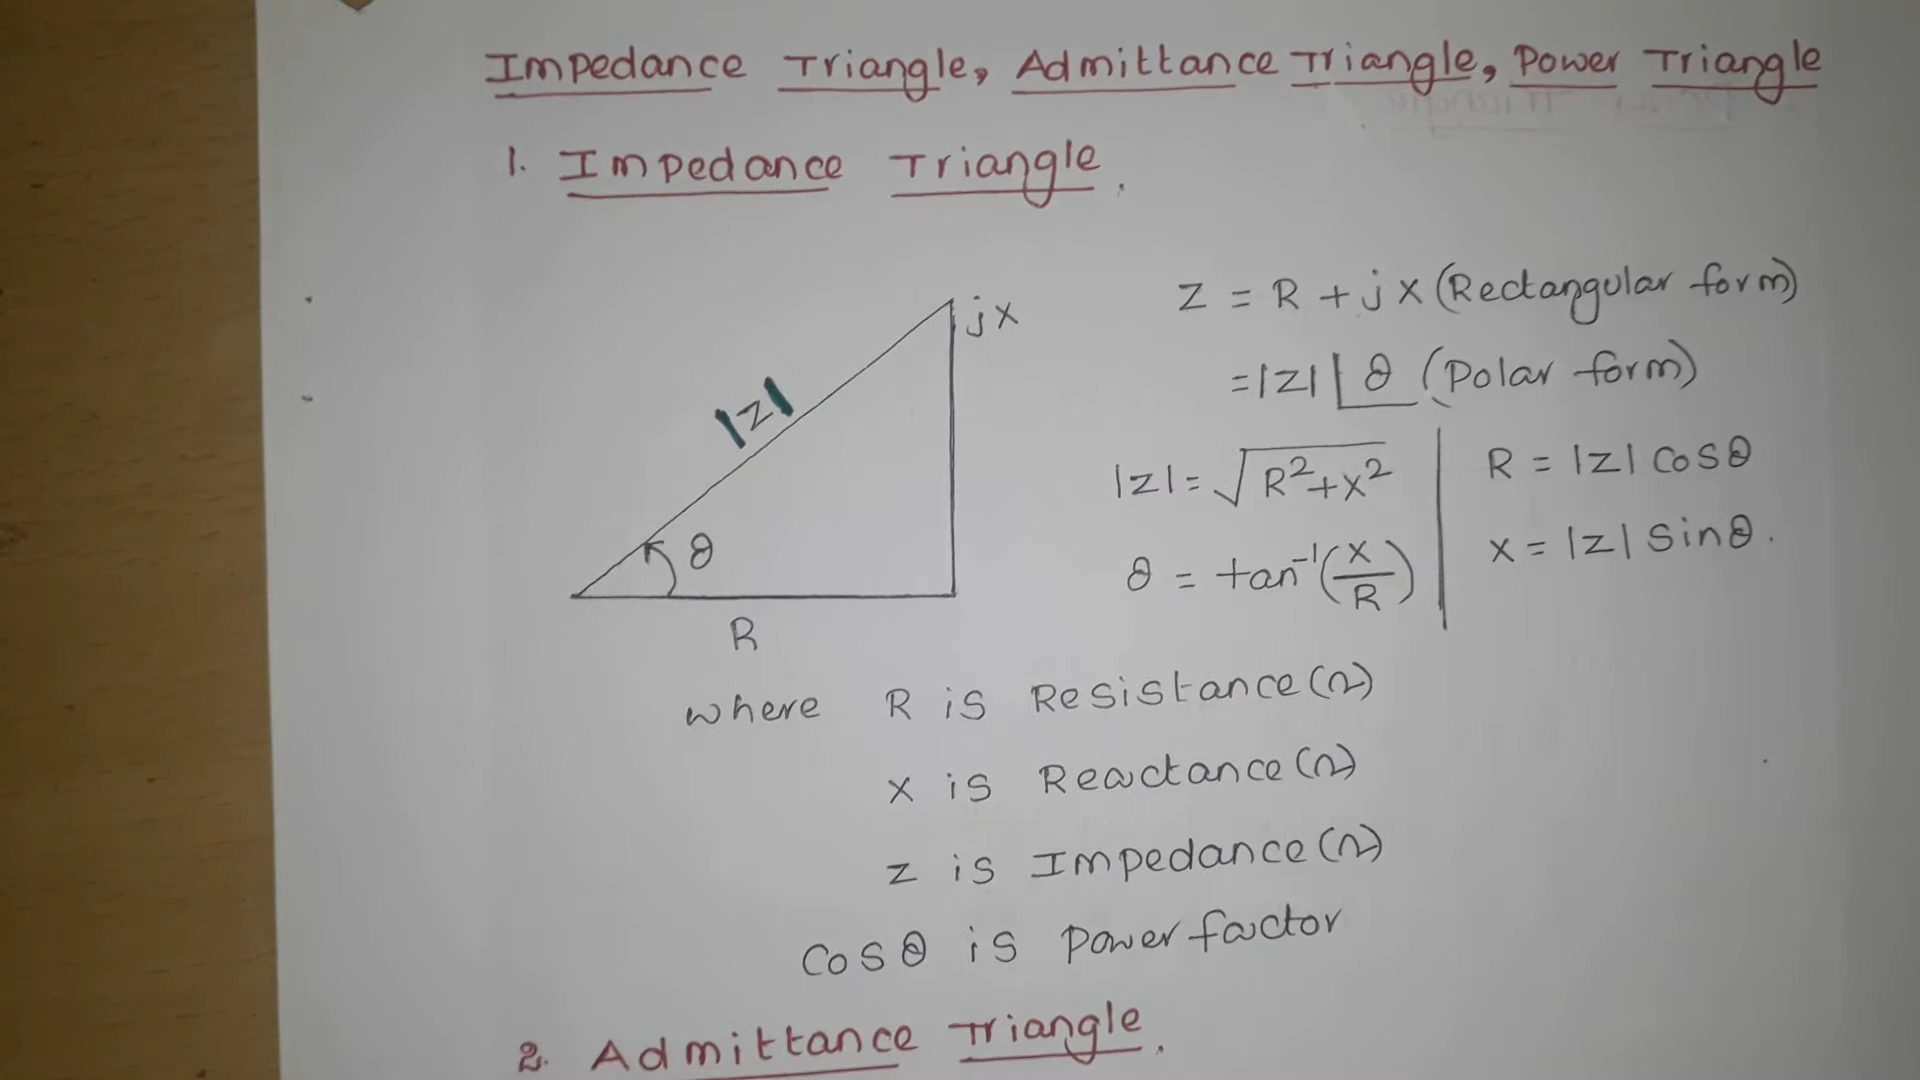 Impedance Triangle, Admittance Triangle, Power Triangle
1. Impedance Triangle.
jx
|z|
θ
R
Z = R + jx (Rectangular form)
= |z| ∠θ (Polar form)
|z| = √(R²+x²)
θ = tan⁻¹(x/R)
R = |z| cosθ
x = |z| sinθ.
where R is Resistance (Ω)
x is Reactance (Ω)
z is Impedance (Ω)
Cosθ is Power factor
2. Admittance Triangle.